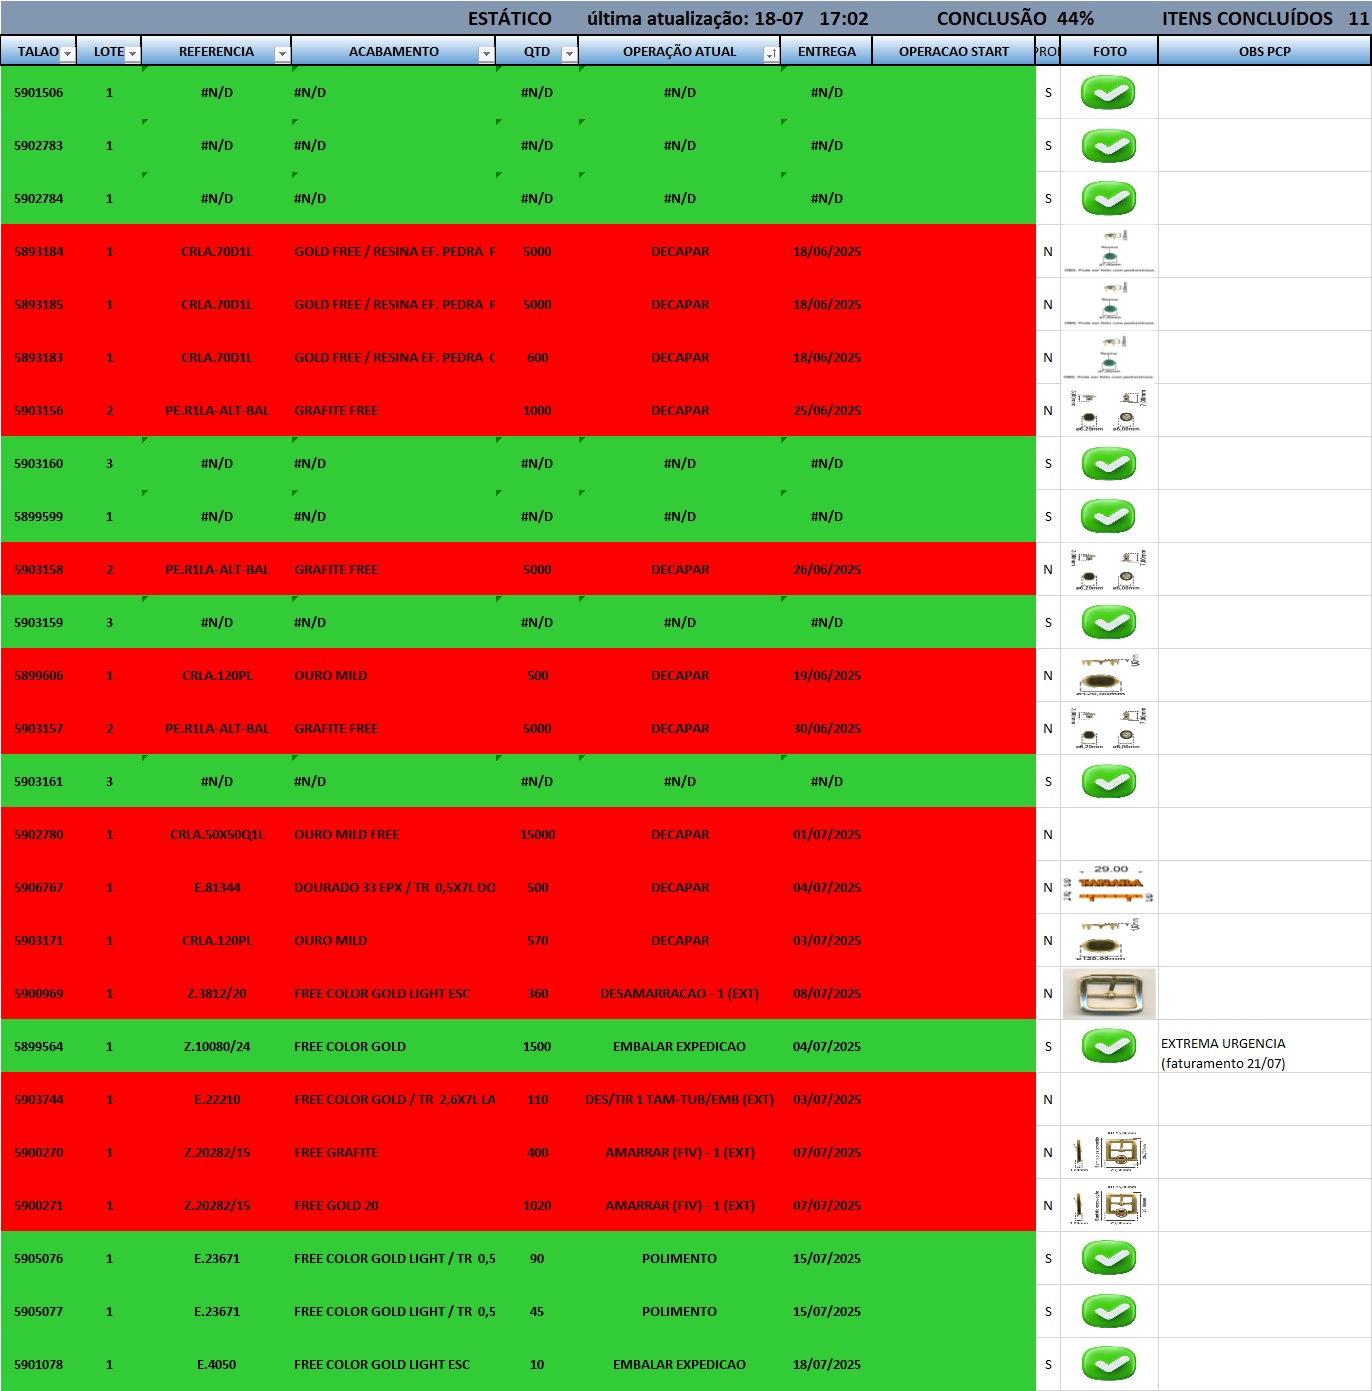 ESTÁTICO última atualização: 18-07 17:02 CONCLUSÃO 44% ITENS CONCLUÍDOS 11
TALAO LOTE REFERENCIA ACABAMENTO QTD OPERAÇÃO ATUAL ENTREGA OPERACAO START PRO FOTO OBS PCP
5901506 1 #N/D #N/D #N/D #N/D #N/D S
5902783 1 #N/D #N/D #N/D #N/D #N/D S
5902784 1 #N/D #N/D #N/D #N/D #N/D S
5893184 1 CRLA.70D1L GOLD FREE / RESINA EF. PEDRA F 5000 DECAPAR 18/06/2025 N
5893185 1 CRLA.70D1L GOLD FREE / RESINA EF. PEDRA F 5000 DECAPAR 18/06/2025 N
5893183 1 CRLA.70D1L GOLD FREE / RESINA EF. PEDRA C 600 DECAPAR 18/06/2025 N
5903156 2 PE.R1LA-ALT-BAL GRAFITE FREE 1000 DECAPAR 25/06/2025 N
5903160 3 #N/D #N/D #N/D #N/D #N/D S
5899599 1 #N/D #N/D #N/D #N/D #N/D S
5903158 2 PE.R1LA-ALT-BAL GRAFITE FREE 5000 DECAPAR 26/06/2025 N
5903159 3 #N/D #N/D #N/D #N/D #N/D S
5899606 1 CRLA.120PL OURO MILD 500 DECAPAR 19/06/2025 N
5903157 2 PE.R1LA-ALT-BAL GRAFITE FREE 5000 DECAPAR 30/06/2025 N
5903161 3 #N/D #N/D #N/D #N/D #N/D S
5902780 1 CRLA.50X50Q1L OURO MILD FREE 15000 DECAPAR 01/07/2025 N
5906767 1 E.81344 DOURADO 33 EPX / TR 0,5X7L DO 500 DECAPAR 04/07/2025 N 29.00 TANARA
5903171 1 CRLA.120PL OURO MILD 570 DECAPAR 03/07/2025 N
5900969 1 Z.3812/20 FREE COLOR GOLD LIGHT ESC 360 DESAMARRACAO - 1 (EXT) 08/07/2025 N
5899564 1 Z.10080/24 FREE COLOR GOLD 1500 EMBALAR EXPEDICAO 04/07/2025 S EXTREMA URGENCIA
(faturamento 21/07)
5903744 1 E.22210 FREE COLOR GOLD / TR 2,6X7L LA 110 DES/TIR 1 TAM-TUB/EMB (EXT) 03/07/2025 N
5900270 1 Z.20282/15 FREE GRAFITE 400 AMARRAR (FIV) - 1 (EXT) 07/07/2025 N
5900271 1 Z.20282/15 FREE GOLD 20 1020 AMARRAR (FIV) - 1 (EXT) 07/07/2025 N
5905076 1 E.23671 FREE COLOR GOLD LIGHT / TR 0,5 90 POLIMENTO 15/07/2025 S
5905077 1 E.23671 FREE COLOR GOLD LIGHT / TR 0,5 45 POLIMENTO 15/07/2025 S
5901078 1 E.4050 FREE COLOR GOLD LIGHT ESC 10 EMBALAR EXPEDICAO 18/07/2025 S